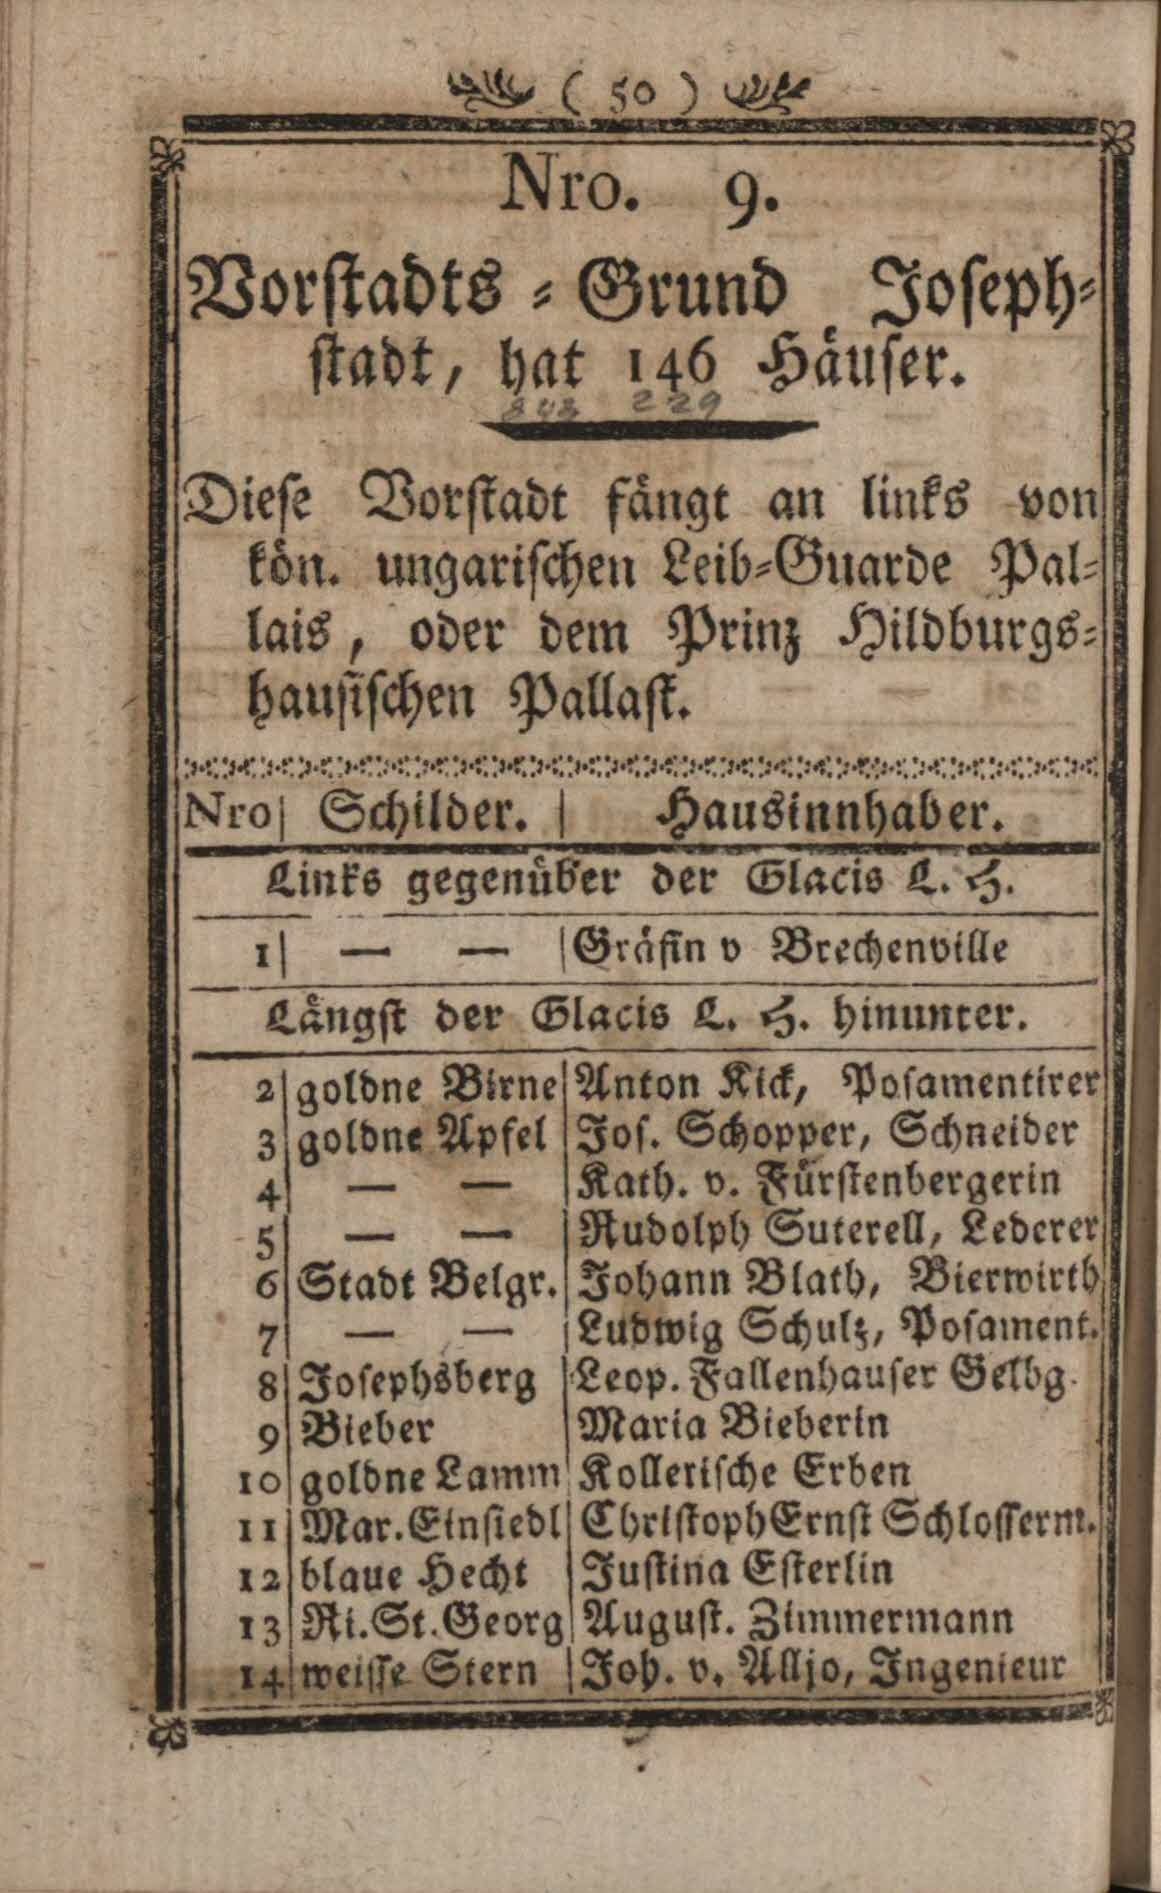 ( 50 )
Nro. 9.
Vorstadts - Grund Joseph-
stadt, hat 146 Häuser.
229
Diese Vorstadt fängt an links von
kön. ungarischen Leib-Guarde Pal-
lais, oder dem Prinz Hildburgs-
hausischen Pallast.
Nro | Schilder. | Hausinnhaber.
Links gegenüber der Glacis L. H.
1 | — — | Gräfin v Brechenville
Längst der Glacis L. H. hinunter.
2 | goldne Birne | Anton Kick, Posamentirer
3 | goldne Apfel | Jos. Schopper, Schneider
4 | — — | Kath. v. Fürstenbergerin
5 | — — | Rudolph Suterell, Lederer
6 | Stadt Belgr. | Johann Blath, Bierwirth
7 | — — | Ludwig Schulz, Posament.
8 | Josephsberg | Leop. Fallenhauser Gelbg.
9 | Bieber | Maria Bieberin
10 | goldne Lamm | Kollerische Erben
11 | Mar. Einsiedl | Christoph Ernst Schlosserm.
12 | blaue Hecht | Justina Esterlin
13 | Ri. St. Georg | August. Zimmermann
14 | weisse Stern | Joh. v. Alljo, Ingenieur